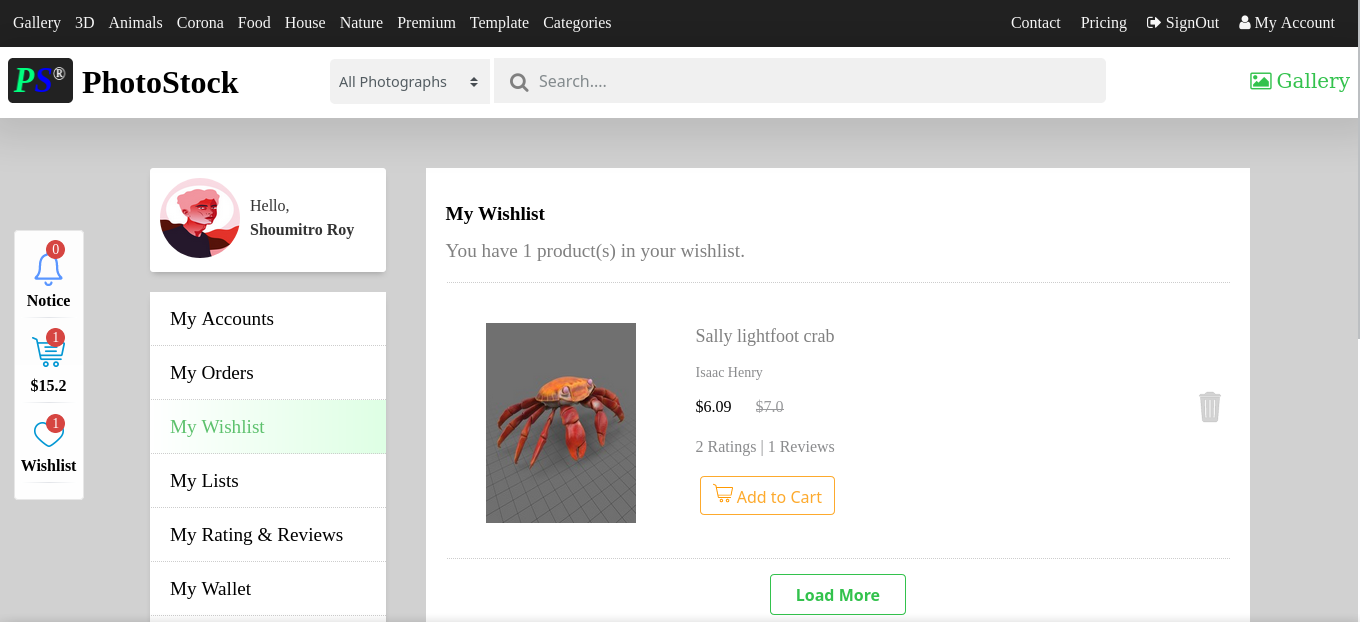 Gallery 3D Animals Corona Food House Nature Premium Template Categories Contact Pricing SignOut My Account
PS® PhotoStock All Photographs Search.... Gallery
Hello,
Shoumitro Roy
0
Notice
1
$15.2
1
Wishlist
My Accounts
My Orders
My Wishlist
My Lists
My Rating & Reviews
My Wallet
My Wishlist
You have 1 product(s) in your wishlist.
Sally lightfoot crab
Isaac Henry
$6.09 $7.0
2 Ratings | 1 Reviews
Add to Cart
Load More